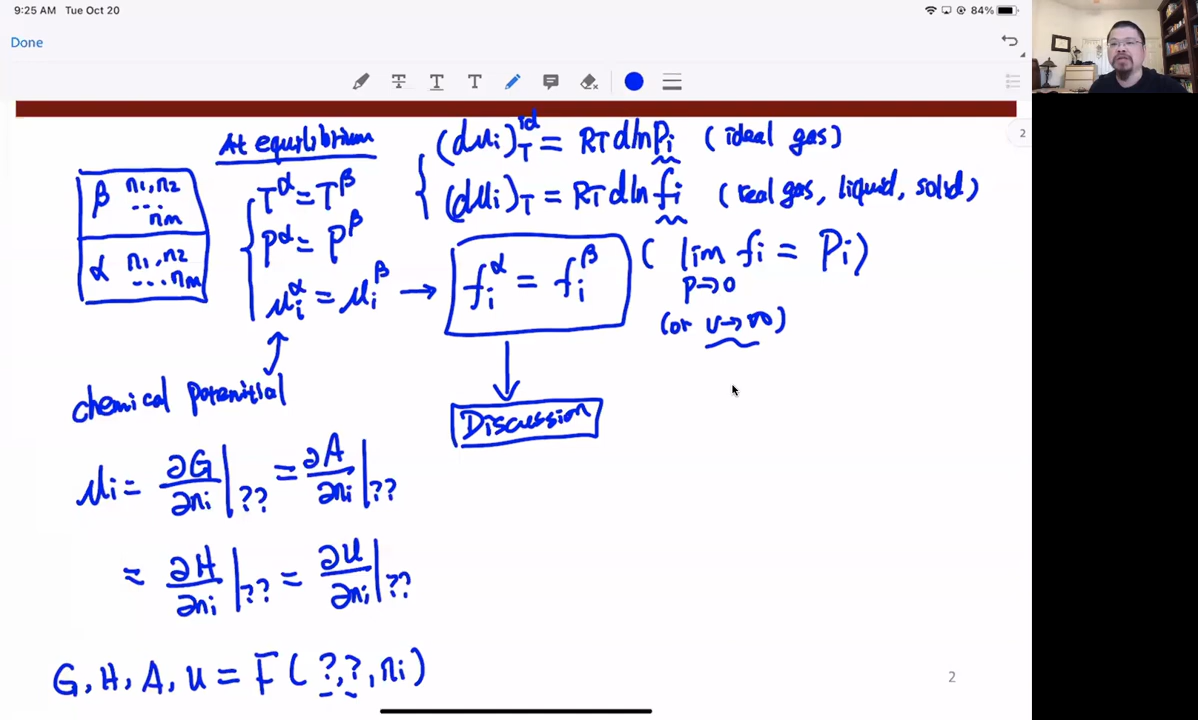 9:25 AM Tue Oct 20
84%
Done
2
At equilibrium
β n1,n2
... nm
α n1,n2
... nm
T^α = T^β
P^α = P^β
μi^α = μi^β → fi^α = fi^β
(dμi)T^id = RT dln Pi (ideal gas)
(dμi)T = RT dln fi (real gas, liquid, solid)
( lim fi = Pi)
P→0
(or v→∞)
chemical potential
Discussion
μi = ∂G/∂ni|?? = ∂A/∂ni|??
= ∂H/∂ni|?? = ∂U/∂ni|??
G, H, A, U = F( ?,?, ni)
2